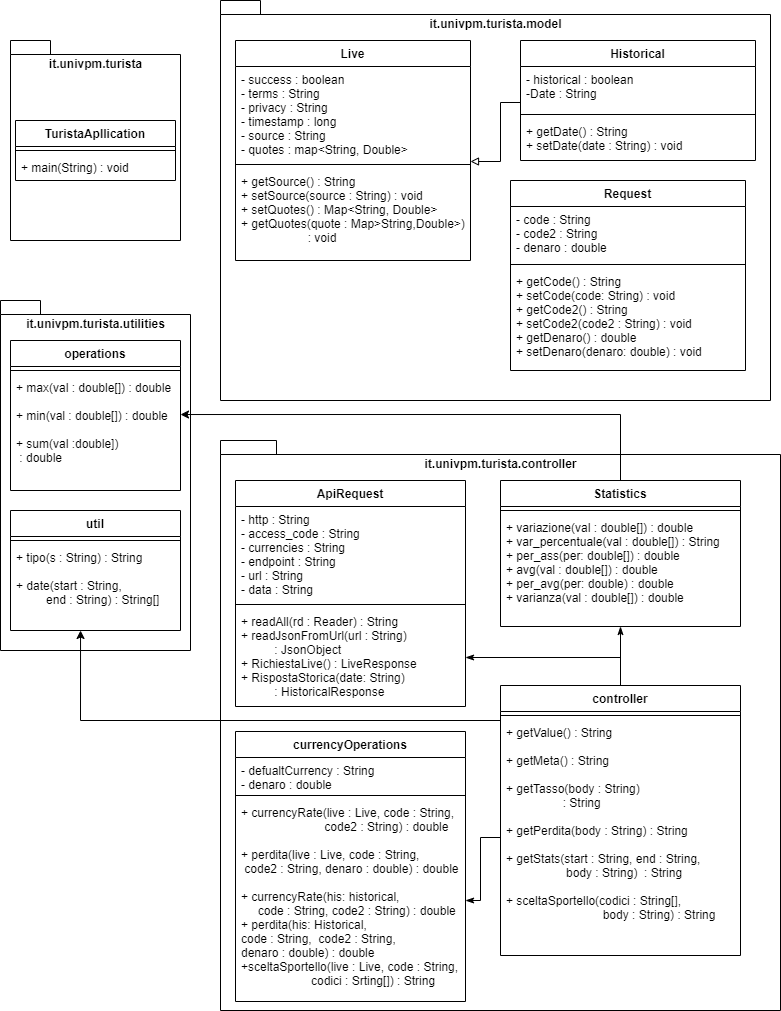 it.univpm.turista
TuristaApllication
+ main(String) : void
it.univpm.turista.model
Live
- success : boolean
- terms : String
- privacy : String
- timestamp : long
- source : String
- quotes : map<String, Double>
+ getSource() : String
+ setSource(source : String) : void
+ setQuotes() : Map<String, Double>
+ getQuotes(quote : Map>String,Double>)
: void
Historical
- historical : boolean
-Date : String
+ getDate() : String
+ setDate(date : String) : void
Request
- code : String
- code2 : String
- denaro : double
+ getCode() : String
+ setCode(code: String) : void
+ getCode2() : String
+ setCode2(code2 : String) : void
+ getDenaro() : double
+ setDenaro(denaro: double) : void
it.univpm.turista.utilities
operations
+ max(val : double[]) : double
+ min(val : double[]) : double
+ sum(val :double])
: double
util
+ tipo(s : String) : String
+ date(start : String,
end : String) : String[]
it.univpm.turista.controller
ApiRequest
- http : String
- access_code : String
- currencies : String
- endpoint : String
- url : String
- data : String
+ readAll(rd : Reader) : String
+ readJsonFromUrl(url : String)
: JsonObject
+ RichiestaLive() : LiveResponse
+ RispostaStorica(date: String)
: HistoricalResponse
Statistics
+ variazione(val : double[]) : double
+ var_percentuale(val : double[]) : String
+ per_ass(per: double[]) : double
+ avg(val : double[]) : double
+ per_avg(per: double) : double
+ varianza(val : double[]) : double
currencyOperations
- defualtCurrency : String
- denaro : double
+ currencyRate(live : Live, code : String,
code2 : String) : double
+ perdita(live : Live, code : String,
code2 : String, denaro : double) : double
+ currencyRate(his: historical,
code : String, code2 : String) : double
+ perdita(his: Historical,
code : String, code2 : String,
denaro : double) : double
+sceltaSportello(live : Live, code : String,
codici : Srting[]) : String
controller
+ getValue() : String
+ getMeta() : String
+ getTasso(body : String)
: String
+ getPerdita(body : String) : String
+ getStats(start : String, end : String,
body : String) : String
+ sceltaSportello(codici : String[],
body : String) : String